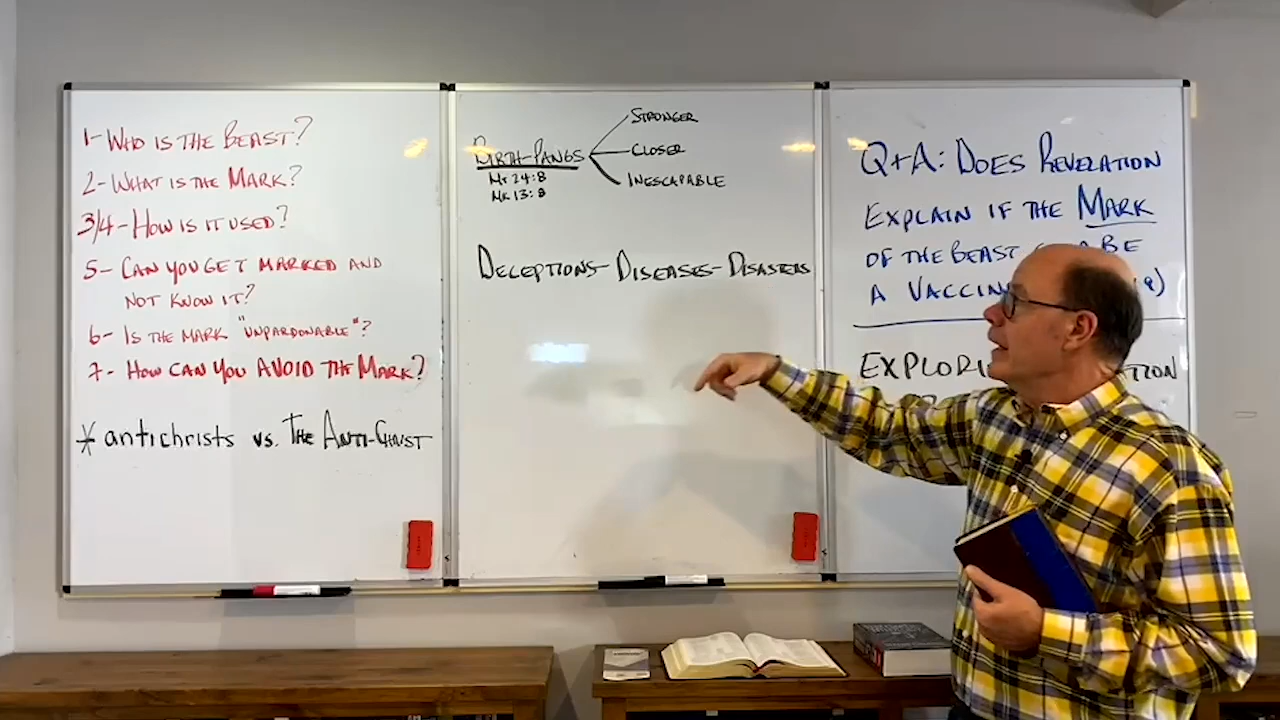 1- WHO IS THE BEAST?
2- WHAT IS THE MARK?
3/4- HOW IS IT USED?
5- CAN YOU GET MARKED AND
NOT KNOW IT?
6- IS THE MARK "UNPARDONABLE"?
7- HOW CAN YOU AVOID THE MARK?
* antichrists vs. THE ANTI-CHRIST
BIRTH-PANGS
MT 24:8
MK 13:8
STRONGER
CLOSER
INESCAPABLE
DECEPTIONS-DISEASES-DISASTERS
Q+A: DOES REVELATION
EXPLAIN IF THE MARK
OF THE BEAST BE
A